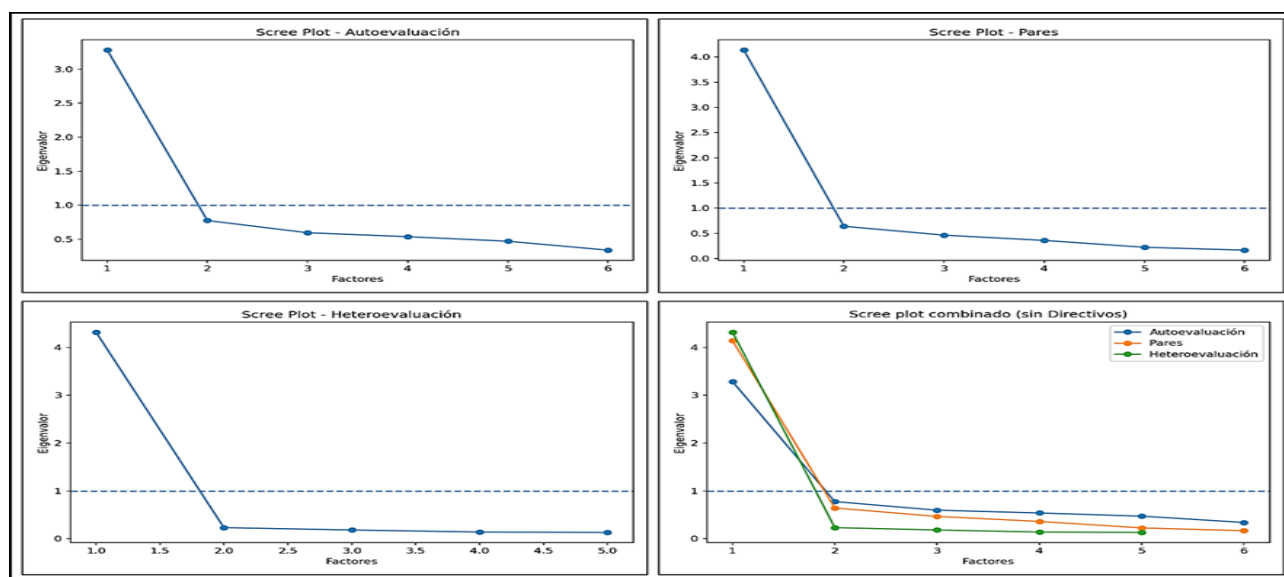 Scree Plot - Autoevaluación
Eigenvalor
3.0
2.5
2.0
1.5
1.0
0.5
1 2 3 4 5 6
Factores
Scree Plot - Pares
Eigenvalor
4.0
3.5
3.0
2.5
2.0
1.5
1.0
0.5
0.0
1 2 3 4 5 6
Factores
Scree Plot - Heteroevaluación
Eigenvalor
4
3
2
1
0
1.0 1.5 2.0 2.5 3.0 3.5 4.0 4.5 5.0
Factores
Scree plot combinado (sin Directivos)
Autoevaluación
Pares
Heteroevaluación
Eigenvalor
4
3
2
1
0
1 2 3 4 5 6
Factores